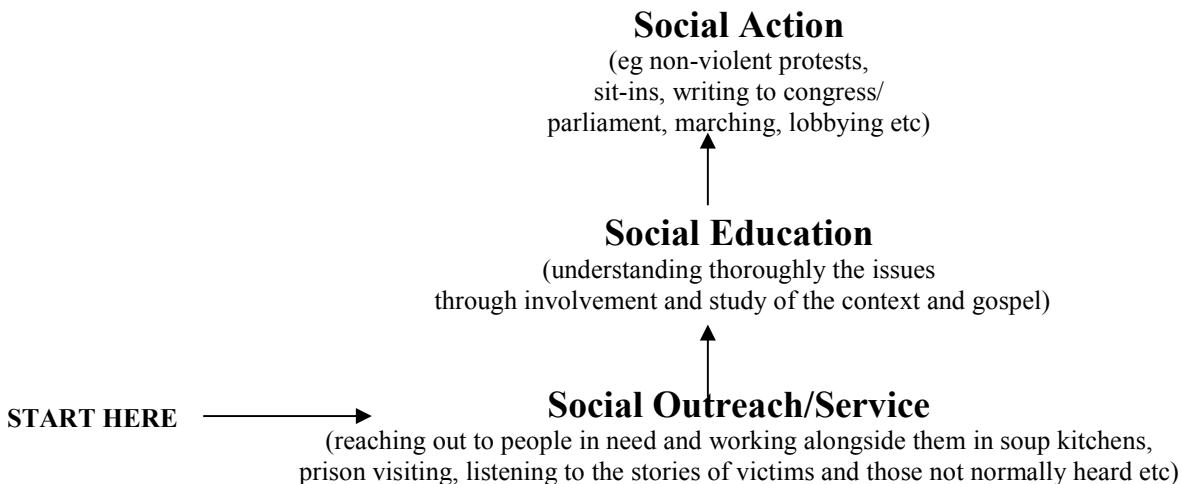 Social Action
(eg non-violent protests,
sit-ins, writing to congress/
parliament, marching, lobbying etc)
Social Education
(understanding thoroughly the issues
through involvement and study of the context and gospel)
START HERE
Social Outreach/Service
(reaching out to people in need and working alongside them in soup kitchens,
prison visiting, listening to the stories of victims and those not normally heard etc)